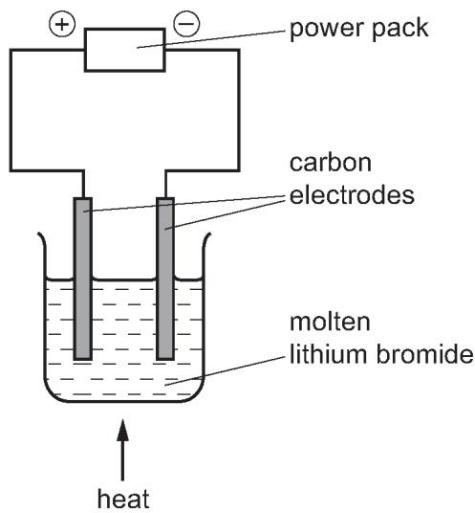 + −
power pack
carbon
electrodes
molten
lithium bromide
heat